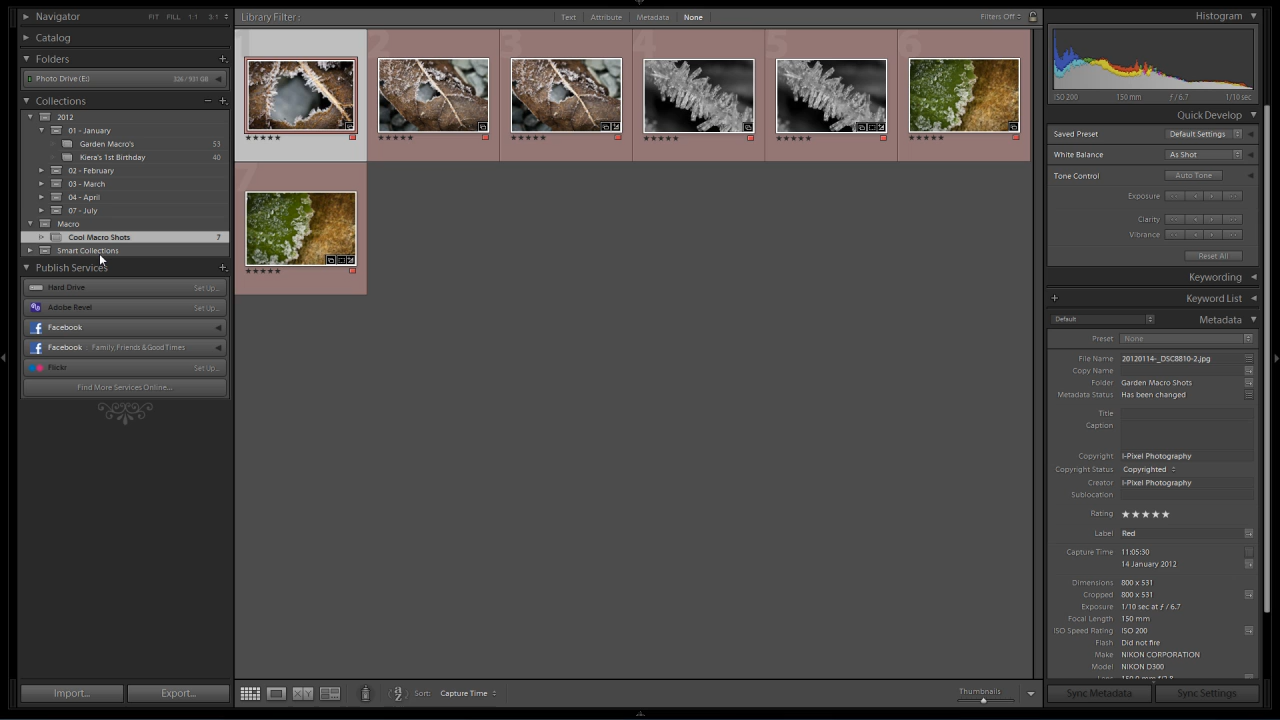 Navigator FIT FILL 1:1 3:1
Catalog
Folders
Photo Drive (E:) 326 / 931 GB
Collections
2012
01 - January
Garden Macro's 53
Kiera's 1st Birthday 40
02 - February
03 - March
04 - April
07 - July
Macro
Cool Macro Shots 7
Smart Collections
Publish Services
Hard Drive Set Up...
Adobe Revel Set Up...
Facebook
Facebook : Family, Friends & Good Times
Flickr Set Up...
Find More Services Online...
Import... Export...
Library Filter : Text Attribute Metadata None Filters Off
1 2 3 4 5 6
7
Sort: Capture Time Thumbnails
Histogram
ISO 200 150 mm f / 6.7 1/10 sec
Quick Develop
Saved Preset Default Settings
White Balance As Shot
Tone Control Auto Tone
Exposure
Clarity
Vibrance
Reset All
Keywording
Keyword List
Default Metadata
Preset None
File Name 20120114-_DSC8810-2.jpg
Copy Name
Folder Garden Macro Shots
Metadata Status Has been changed
Title
Caption
Copyright I-Pixel Photography
Copyright Status Copyrighted
Creator I-Pixel Photography
Sublocation
Rating ★★★★★
Label Red
Capture Time 11:05:30
14 January 2012
Dimensions 800 x 531
Cropped 800 x 531
Exposure 1/10 sec at f / 6.7
Focal Length 150 mm
ISO Speed Rating ISO 200
Flash Did not fire
Make NIKON CORPORATION
Model NIKON D300
Sync Metadata Sync Settings